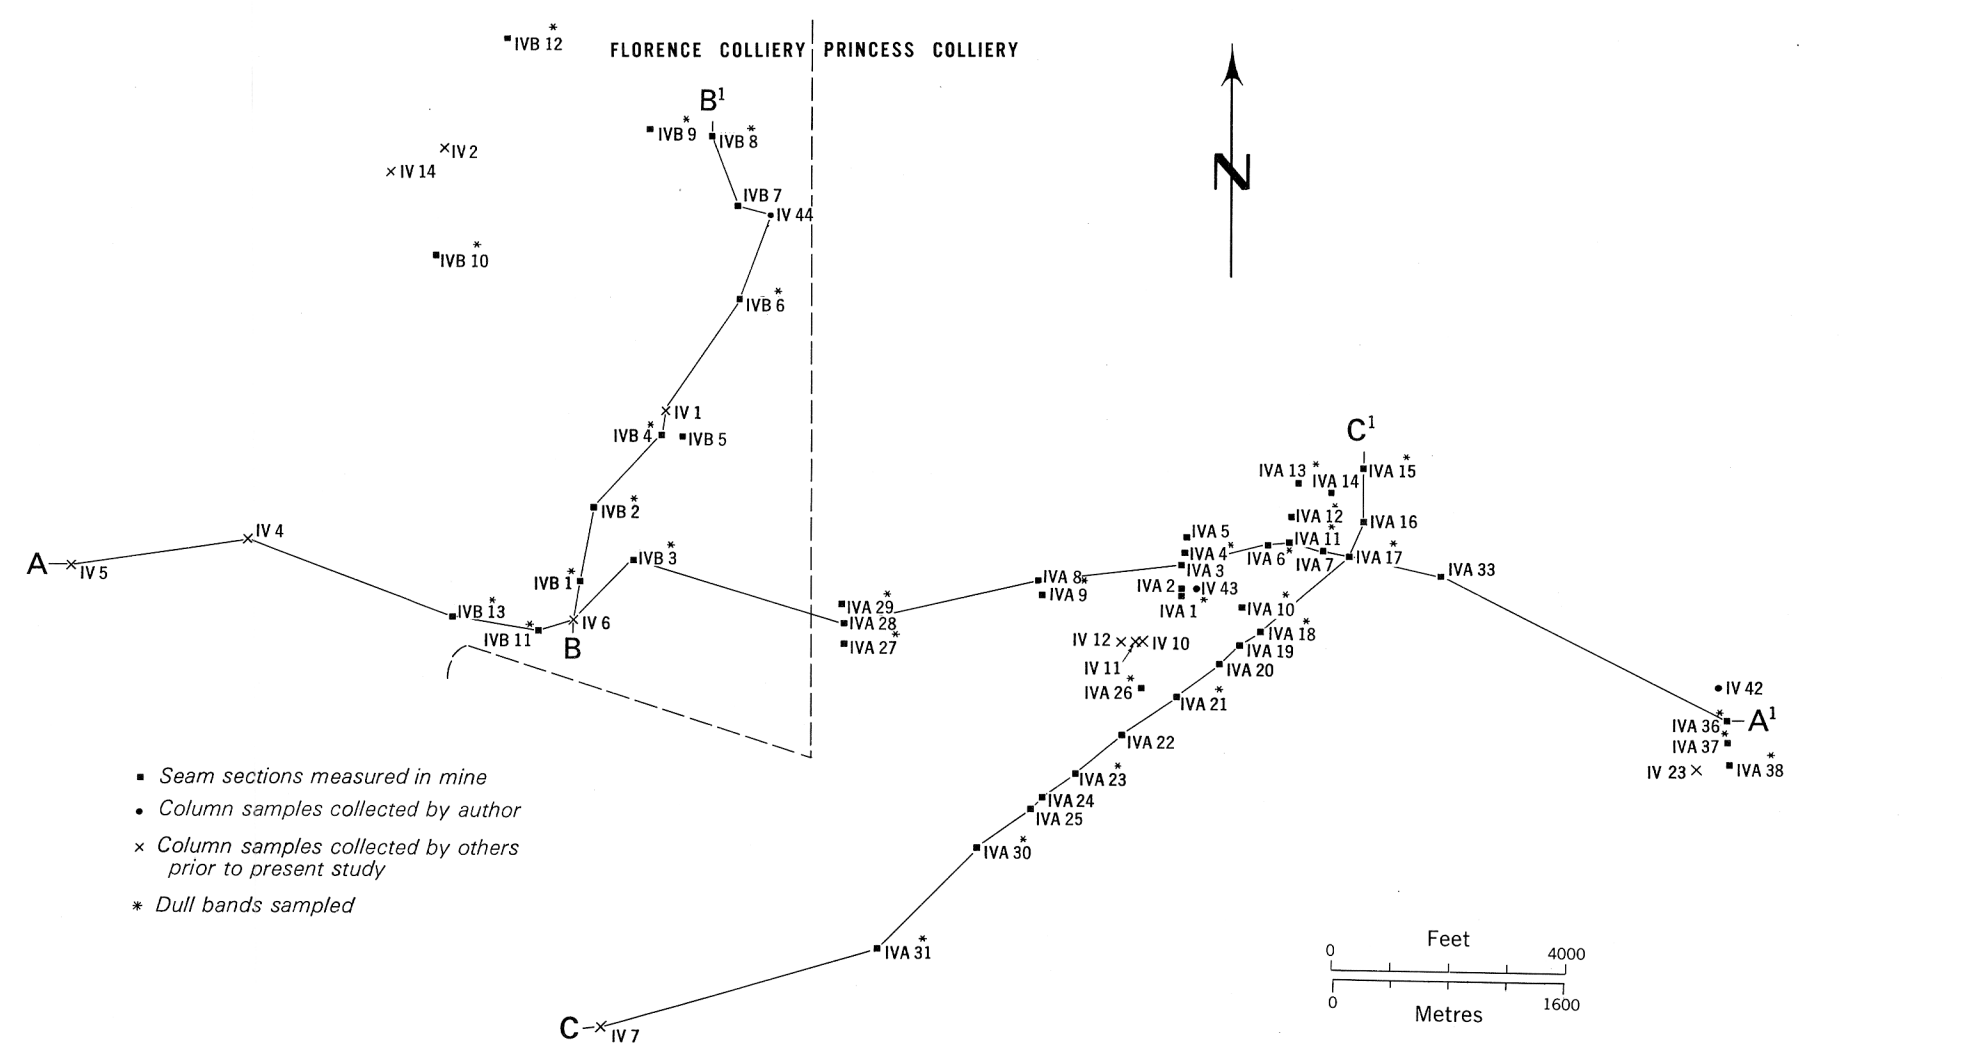 IVB 12*
FLORENCE COLLIERY PRINCESS COLLIERY
B¹
IVB 9*
IVB 8*
× IV 2
× IV 14
N
IVB 7
IV 44
IVB 10*
IVB 6*
IV 1
IVB 4*
IVB 5
C¹
IVA 13*
IVA 15*
IVA 14
IVB 2*
IVA 12*
IVA 16
IV 4
IVA 5
IVA 11*
IVA 4*
IVA 6*
IVA 7
IVA 17*
A
IV 5
IVB 3*
IVA 3
IVA 33
IVB 1*
IVA 8
IVA 9*
IVA 2
IV 43
IVA 1*
IVB 13*
IVA 29*
IVA 10*
IV 6
IVA 28
IVB 11*
B
IVA 27*
IVA 18*
IV 12 ×
× IV 10
IVA 19
IV 11
IVA 20
IVA 26*
IVA 21*
IV 42
IVA 36*
A¹
IVA 22
IVA 37*
IV 23 ×
IVA 38*
IVA 23*
IVA 24
IVA 25
IVA 30*
IVA 31*
C
IV 7
■ Seam sections measured in mine
● Column samples collected by author
× Column samples collected by others
prior to present study
* Dull bands sampled
Feet
0 4000
0 1600
Metres